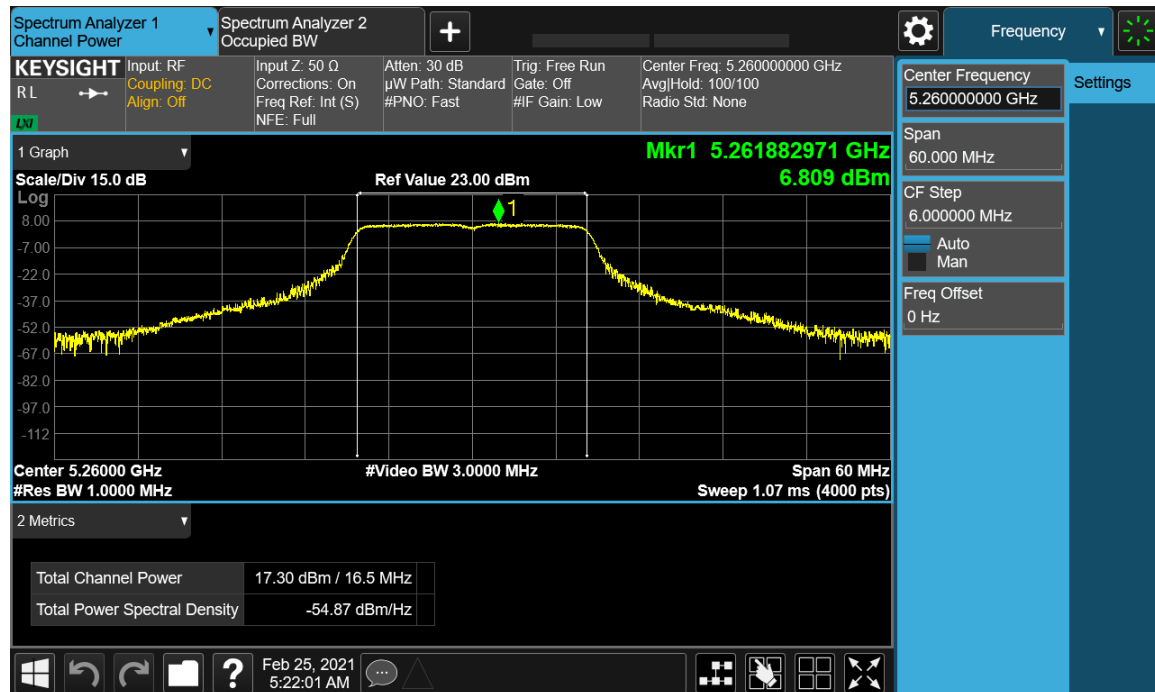 Spectrum Analyzer 1
Channel Power
Spectrum Analyzer 2
Occupied BW
Frequency
KEYSIGHT
R L
LXI
Input: RF
Coupling: DC
Align: Off
Input Z: 50 Ω
Corrections: On
Freq Ref: Int (S)
NFE: Full
Atten: 30 dB
µW Path: Standard
#PNO: Fast
Trig: Free Run
Gate: Off
#IF Gain: Low
Center Freq: 5.260000000 GHz
Avg|Hold: 100/100
Radio Std: None
Center Frequency
5.260000000 GHz
Settings
Span
60.000 MHz
CF Step
6.000000 MHz
Auto
Man
Freq Offset
0 Hz
1 Graph
Mkr1 5.261882971 GHz
6.809 dBm
Scale/Div 15.0 dB
Ref Value 23.00 dBm
Log
1
8.00
-7.00
-22.0
-37.0
-52.0
-67.0
-82.0
-97.0
-112
Center 5.26000 GHz
#Video BW 3.0000 MHz
Span 60 MHz
#Res BW 1.0000 MHz
Sweep 1.07 ms (4000 pts)
2 Metrics
Total Channel Power 17.30 dBm / 16.5 MHz
Total Power Spectral Density -54.87 dBm/Hz
?
Feb 25, 2021
5:22:01 AM